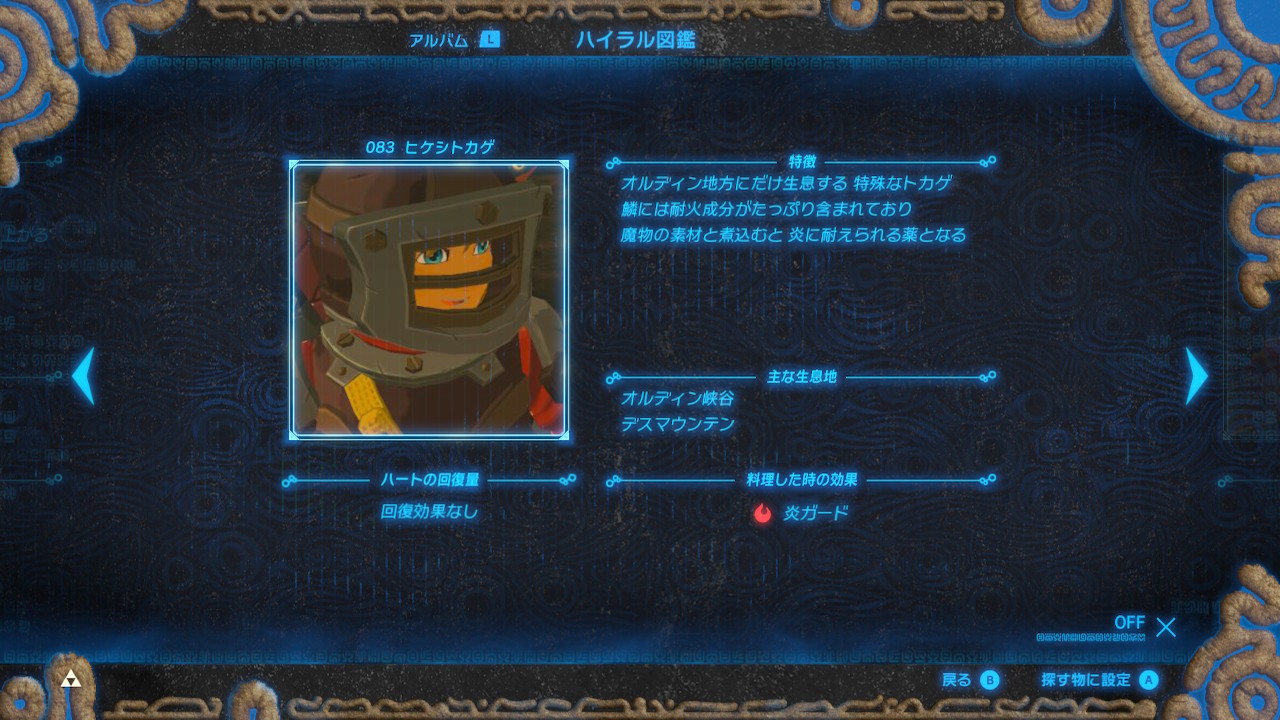 アルバム L ハイラル図鑑
083 ヒケシトカゲ
特徴
オルディン地方にだけ生息する 特殊なトカゲ
鱗には耐火成分がたっぷり含まれており
魔物の素材と煮込むと 炎に耐えられる薬となる
主な生息地
オルディン峡谷
デスマウンテン
ハートの回復量
回復効果なし
料理した時の効果
炎ガード
OFF
戻る B 探す物に設定 A